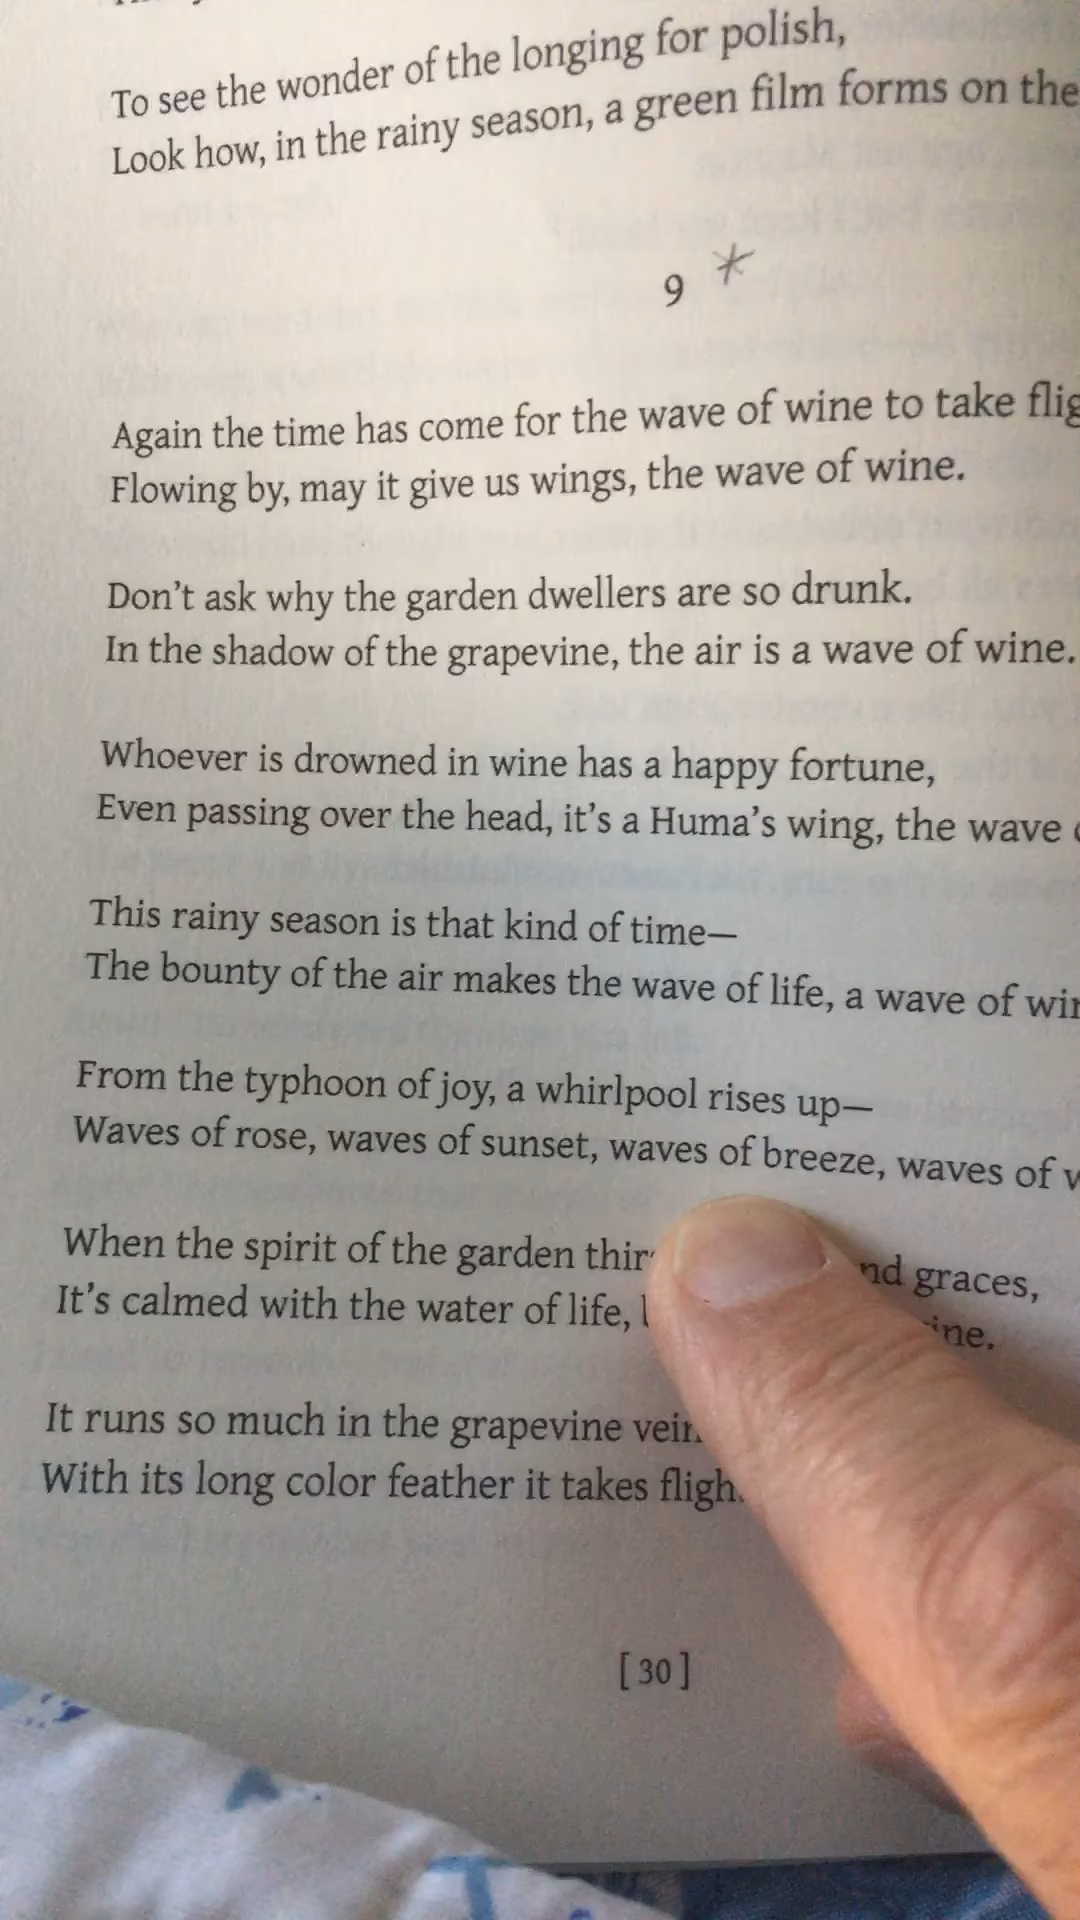 To see the wonder of the longing for polish,
Look how, in the rainy season, a green film forms on the
9 *
Again the time has come for the wave of wine to take
Flowing by, may it give us wings, the wave of wine.
Don't ask why the garden dwellers are so drunk.
In the shadow of the grapevine, the air is a wave of wine.
Whoever is drowned in wine has a happy fortune,
Even passing over the head, it's a Huma's wing, the wave
This rainy season is that kind of time—
The bounty of the air makes the wave of life, a wave of
From the typhoon of joy, a whirlpool rises up—
Waves of rose, waves of sunset, waves of breeze, waves of
When the spirit of the garden graces,
It's calmed with the water of life,
It runs so much in the grapevine
With its long color feather it takes
[30]